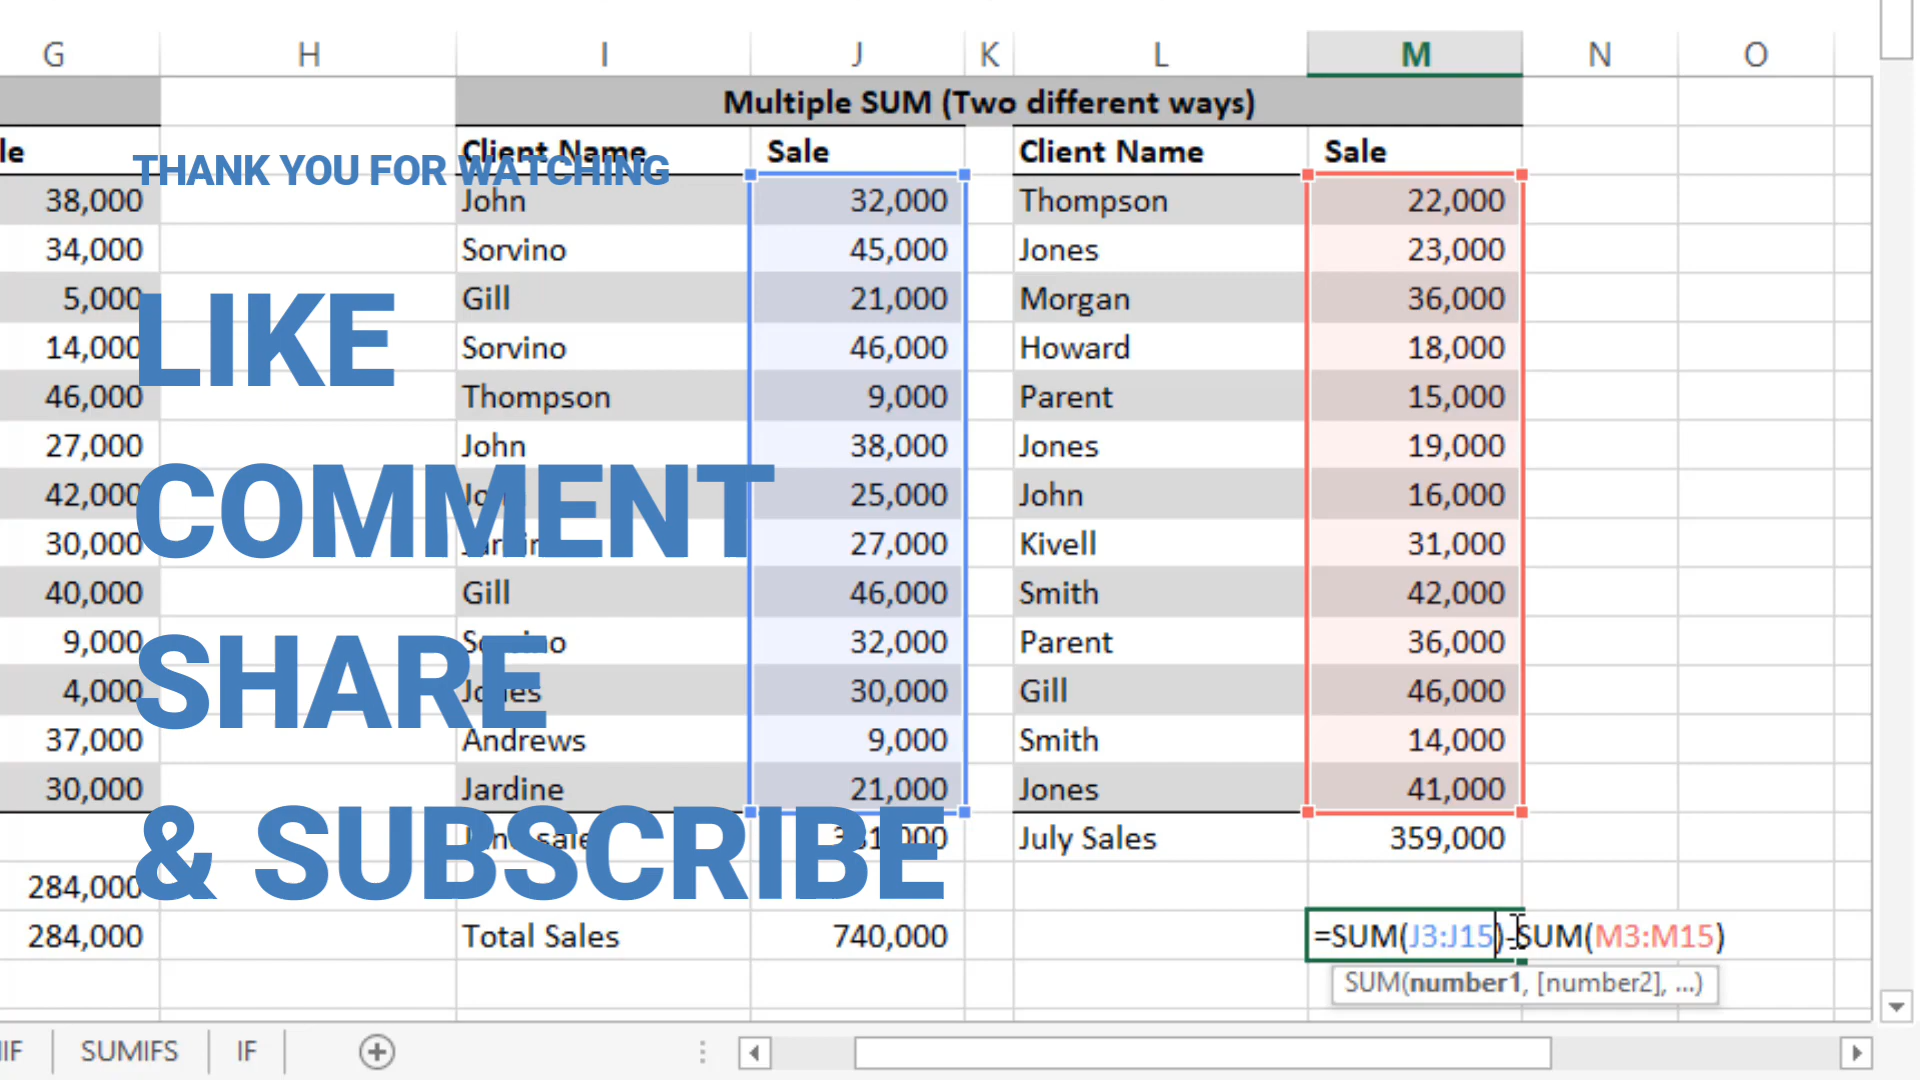 G H I J K L M N O
Multiple SUM (Two different ways)
le Client Name Sale Client Name Sale
THANK YOU FOR WATCHING
38,000 John 32,000 Thompson 22,000
34,000 Sorvino 45,000 Jones 23,000
5,000 Gill 21,000 Morgan 36,000
LIKE
14,000 Sorvino 46,000 Howard 18,000
46,000 Thompson 9,000 Parent 15,000
27,000 John 38,000 Jones 19,000
42,000 25,000 John 16,000
COMMENT
30,000 27,000 Kivell 31,000
40,000 Gill 46,000 Smith 42,000
9,000 Sorvino 32,000 Parent 36,000
SHARE
4,000 Jones 30,000 Gill 46,000
37,000 Andrews 9,000 Smith 14,000
30,000 Jardine 21,000 Jones 41,000
July Sales 359,000
& SUBSCRIBE
284,000
284,000 Total Sales 740,000 =SUM(J3:J15)-SUM(M3:M15)
SUM(number1, [number2], ...)
IF SUMIFS IF